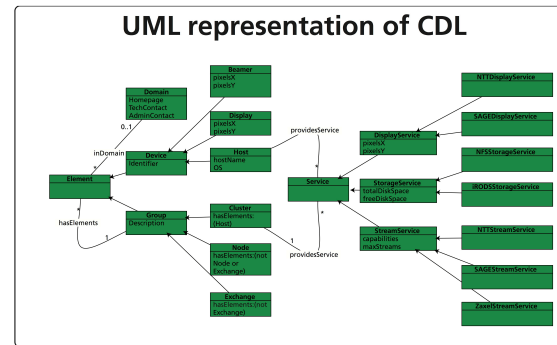 UML representation of CDL
Beamer
pixelsX
pixelsY
NTTDisplayService
Domain
Homepage
TechContact
AdminContact
Display
pixelsX
pixelsY
SAGEDisplayService
0..1
providesService
DisplayService
pixelsX
pixelsY
inDomain
Device
Identifier
Host
hostName
OS
NFSStorageService
*
*
Element
Service
StorageService
totalDiskSpace
freeDiskSpace
iRODSStorageService
*
hasElements
1
Group
Description
Cluster
hasElements:
(Host)
*
1
providesService
StreamService
capabilities
maxStreams
NTTStreamService
Node
hasElements:(not
Node or
Exchange)
SAGEStreamService
Exchange
hasElements:(not
Exchange)
ZaxelStreamService